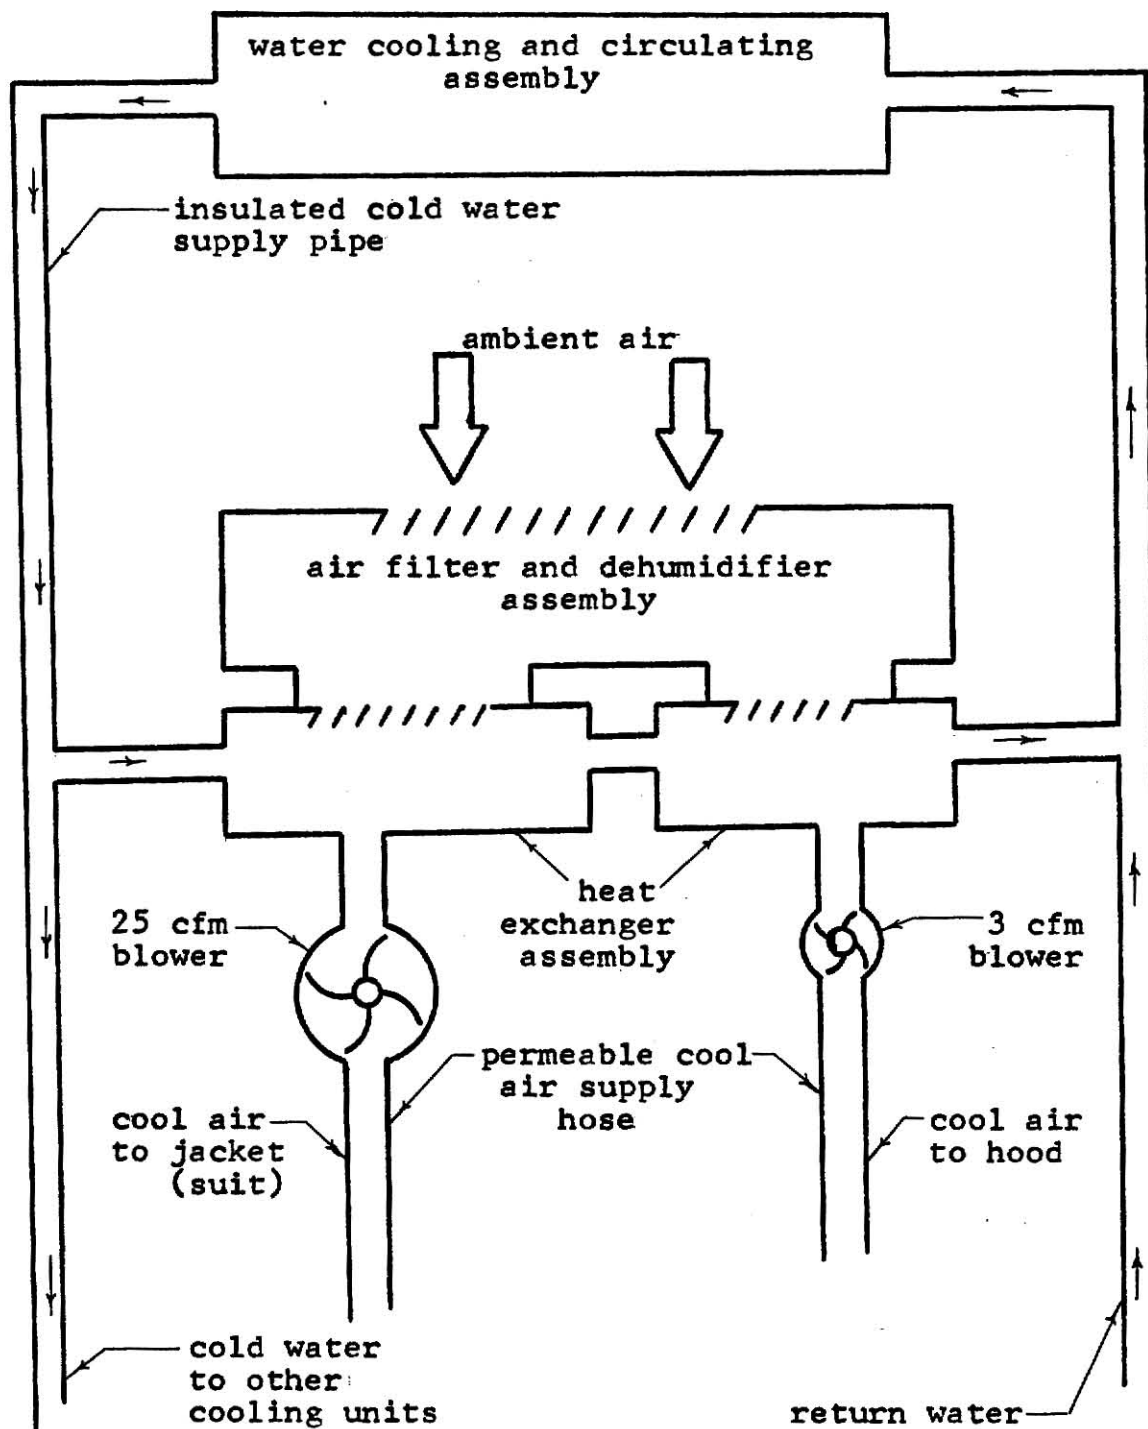 water cooling and circulating
assembly
insulated cold water
supply pipe
ambient air
air filter and dehumidifier
assembly
heat
exchanger
assembly
25 cfm
blower
3 cfm
blower
permeable cool
air supply
hose
cool air
to jacket
(suit)
cool air
to hood
cold water
to other
cooling units
return water